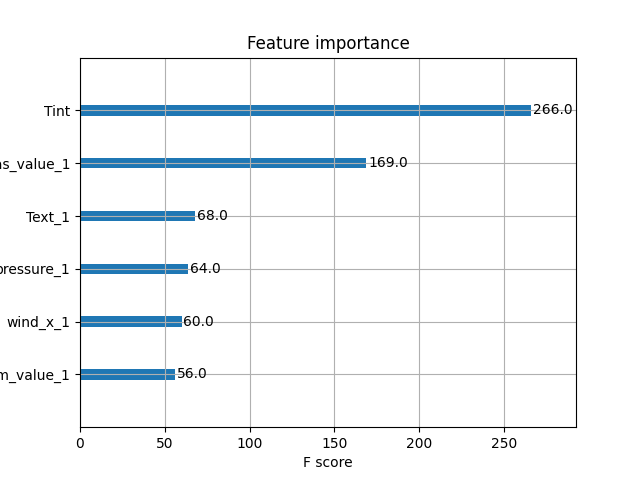 Feature importance
Tint
266.0
s_value_1
169.0
Text_1
68.0
pressure_1
64.0
wind_x_1
60.0
m_value_1
56.0
0 50 100 150 200 250
F score